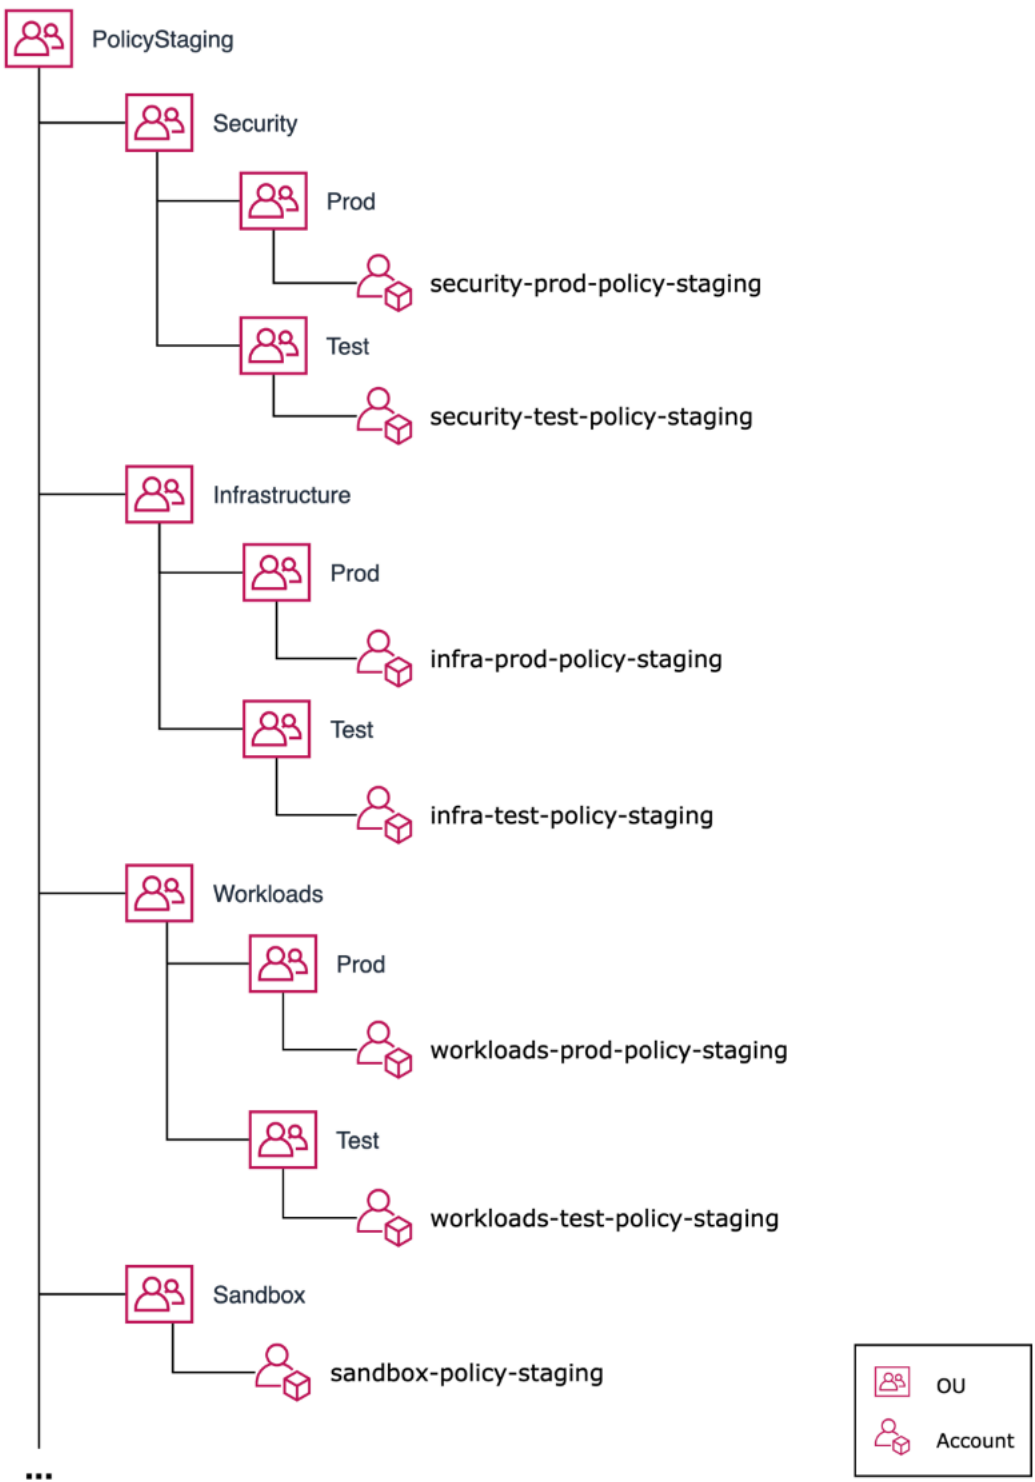 PolicyStaging
Security
Prod
security-prod-policy-staging
Test
security-test-policy-staging
Infrastructure
Prod
infra-prod-policy-staging
Test
infra-test-policy-staging
Workloads
Prod
workloads-prod-policy-staging
Test
workloads-test-policy-staging
Sandbox
sandbox-policy-staging
...
OU
Account